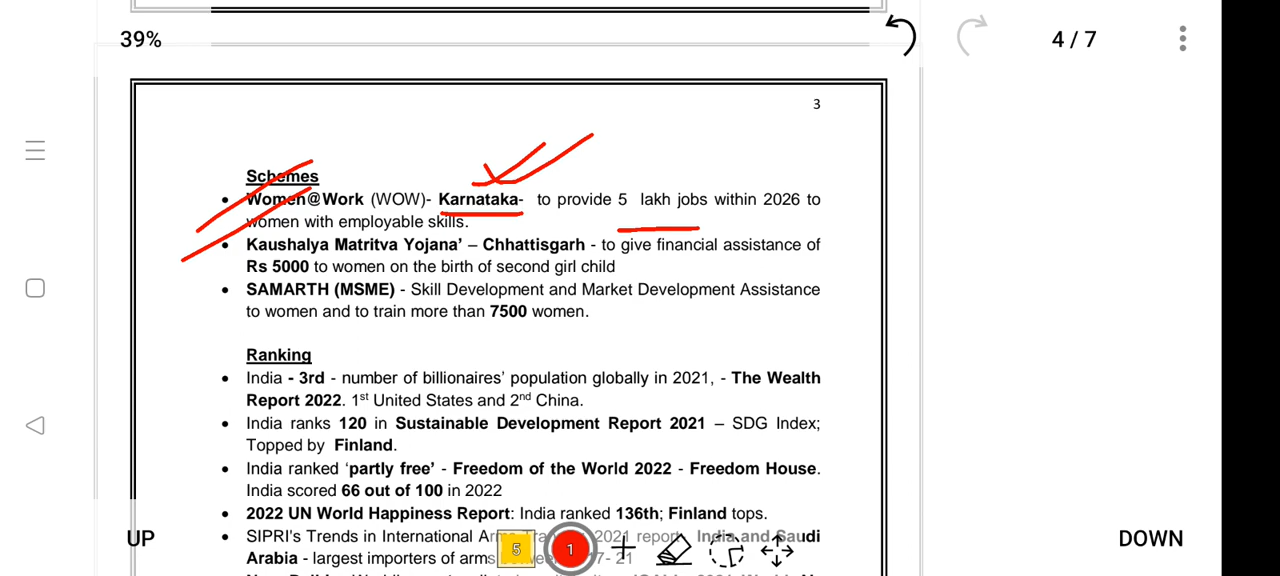 39%
4 / 7
3
Schemes
Women@Work (WOW)- Karnataka- to provide 5 lakh jobs within 2026 to
women with employable skills.
Kaushalya Matritva Yojana’ – Chhattisgarh - to give financial assistance of
Rs 5000 to women on the birth of second girl child
SAMARTH (MSME) - Skill Development and Market Development Assistance
to women and to train more than 7500 women.
Ranking
India - 3rd - number of billionaires’ population globally in 2021, - The Wealth
Report 2022. 1st United States and 2nd China.
India ranks 120 in Sustainable Development Report 2021 – SDG Index;
Topped by Finland.
India ranked ‘partly free’ - Freedom of the World 2022 - Freedom House.
India scored 66 out of 100 in 2022
2022 UN World Happiness Report: India ranked 136th; Finland tops.
SIPRI's Trends in International 2021 report India and Saudi
Arabia - largest importers of arms 17- 21
UP
5
1
DOWN